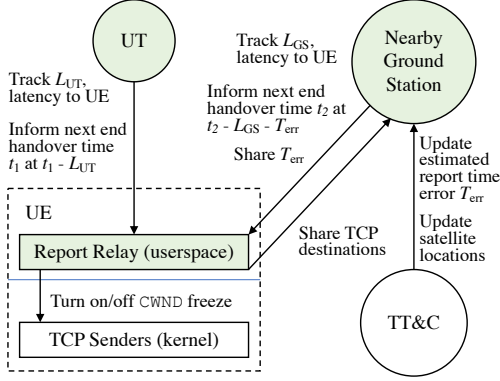 UT
Track L_UT,
latency to UE
Inform next end
handover time
t_1 at t_1 - L_UT
Track L_GS,
latency to UE
Inform next end
handover time t_2 at
t_2 - L_GS - T_err
Share T_err
Nearby
Ground
Station
UE
Report Relay (userspace)
Turn on/off CWND freeze
TCP Senders (kernel)
Share TCP
destinations
Update
estimated
report time
error T_err
Update
satellite
locations
TT&C